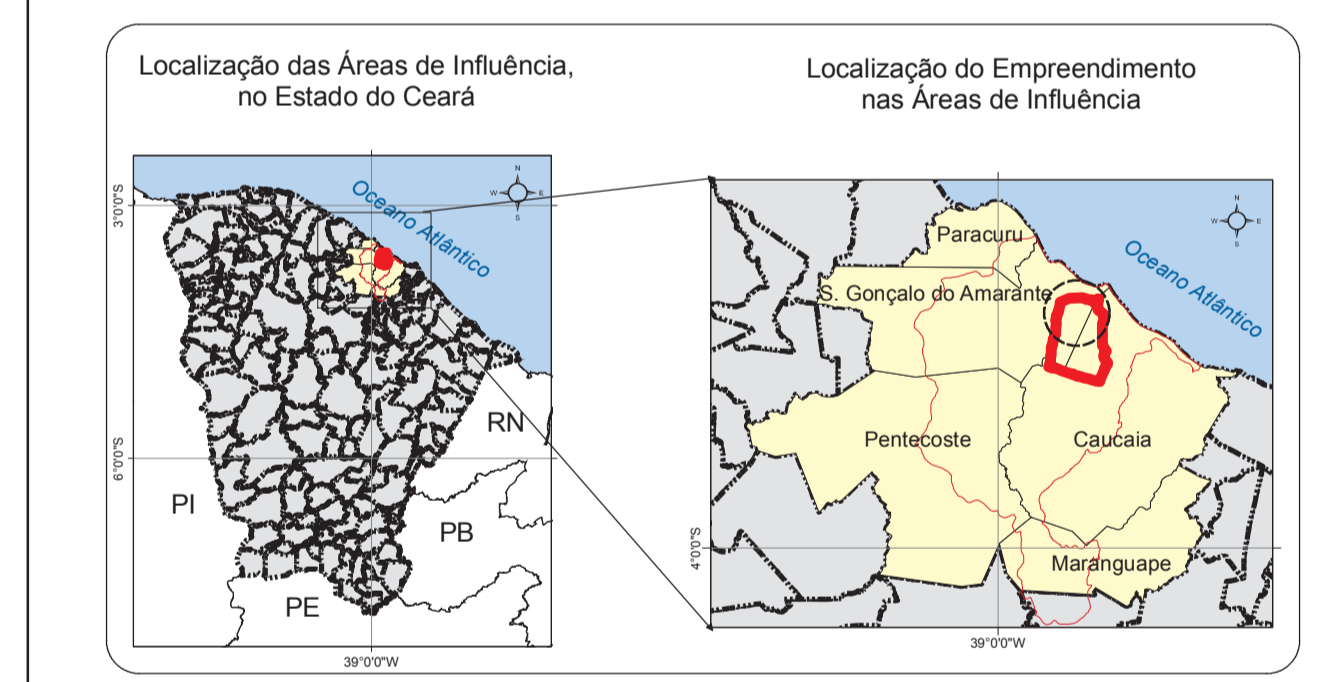 Localização das Áreas de Influência,
no Estado do Ceará
N
W
E
S
Oceano Atlântico
3°0'0"S
6°0'0"S
RN
PI
PB
PE
39°0'0"W
Localização do Empreendimento
nas Áreas de Influência
N
W
E
S
Paracuru
Oceano Atlântico
S. Gonçalo do Amarante
Pentecoste
Caucaia
4°0'0"S
Maranguape
39°0'0"W